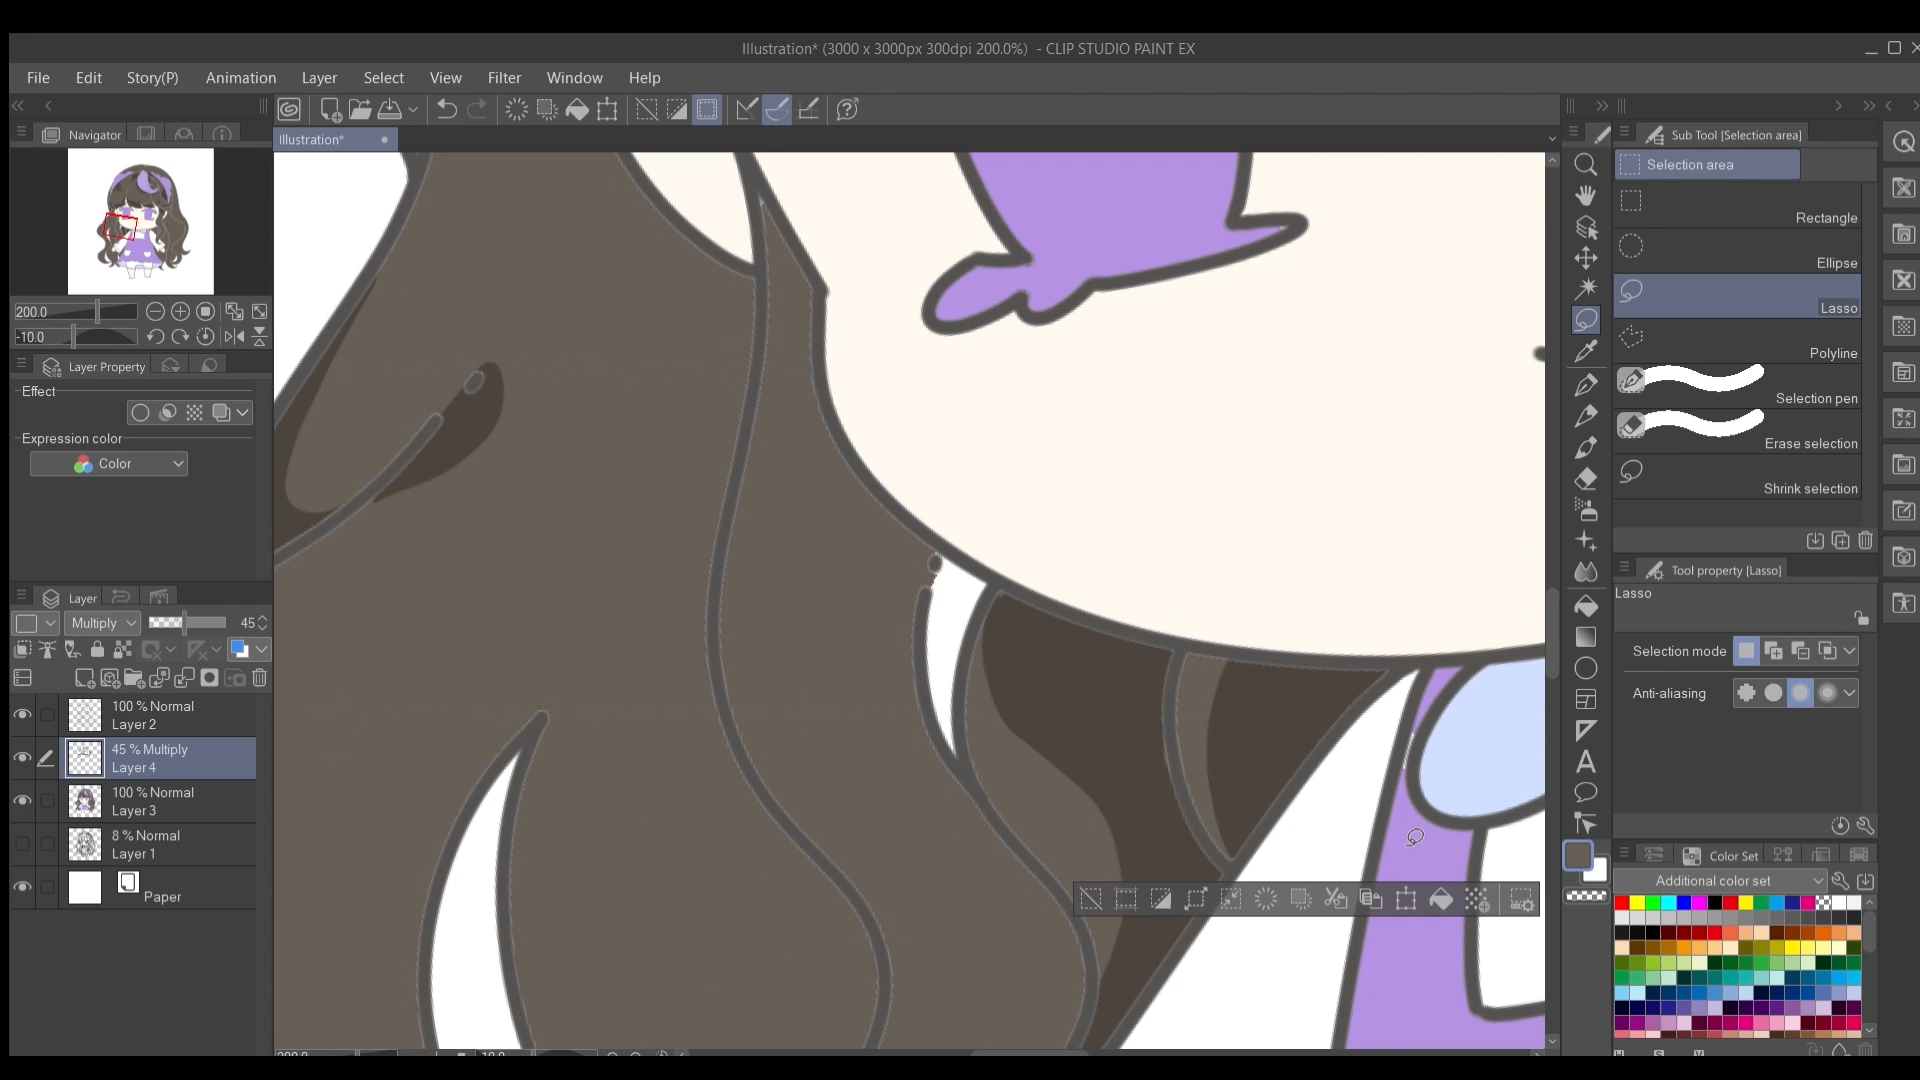 Illustration* (3000 x 3000px 300dpi 200.0%) - CLIP STUDIO PAINT EX
File Edit Story(P) Animation Layer Select View Filter Window Help
Navigator
Illustration*
200.0
-10.0
Layer Property
Effect
Expression color
Color
Layer
Multiply 45
100 % Normal
Layer 2
45 % Multiply
Layer 4
100 % Normal
Layer 3
8 % Normal
Layer 1
Paper
Sub Tool [Selection area]
Selection area
Rectangle
Ellipse
Lasso
Polyline
Selection pen
Erase selection
Shrink selection
Tool property [Lasso]
Lasso
Selection mode
Anti-aliasing
Color Set
Additional color set